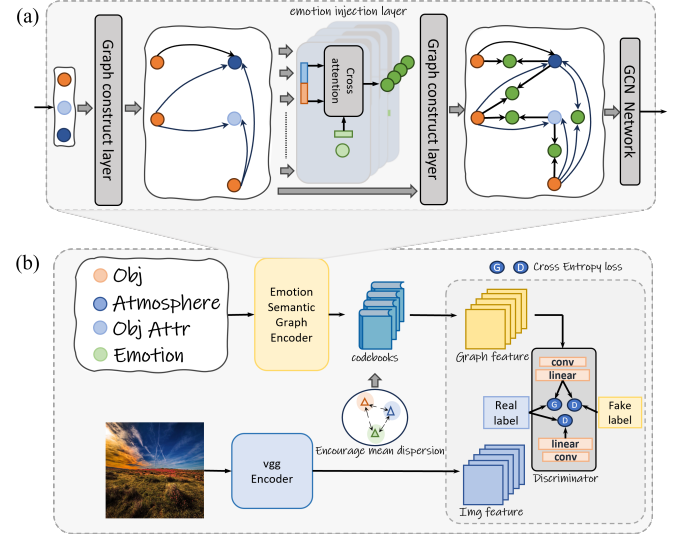 (a)
emotion injection layer
Graph construct layer
Cross
attention
Graph construct layer
GCN Network
(b)
Obj
Atmosphere
Obj Attr
Emotion
Emotion
Semantic
Graph
Encoder
codebooks
Encourage mean dispersion
vgg
Encoder
G D Cross Entropy loss
Graph feature
conv
linear
G D
D
Real
label
Fake
label
linear
conv
Discriminator
Img feature